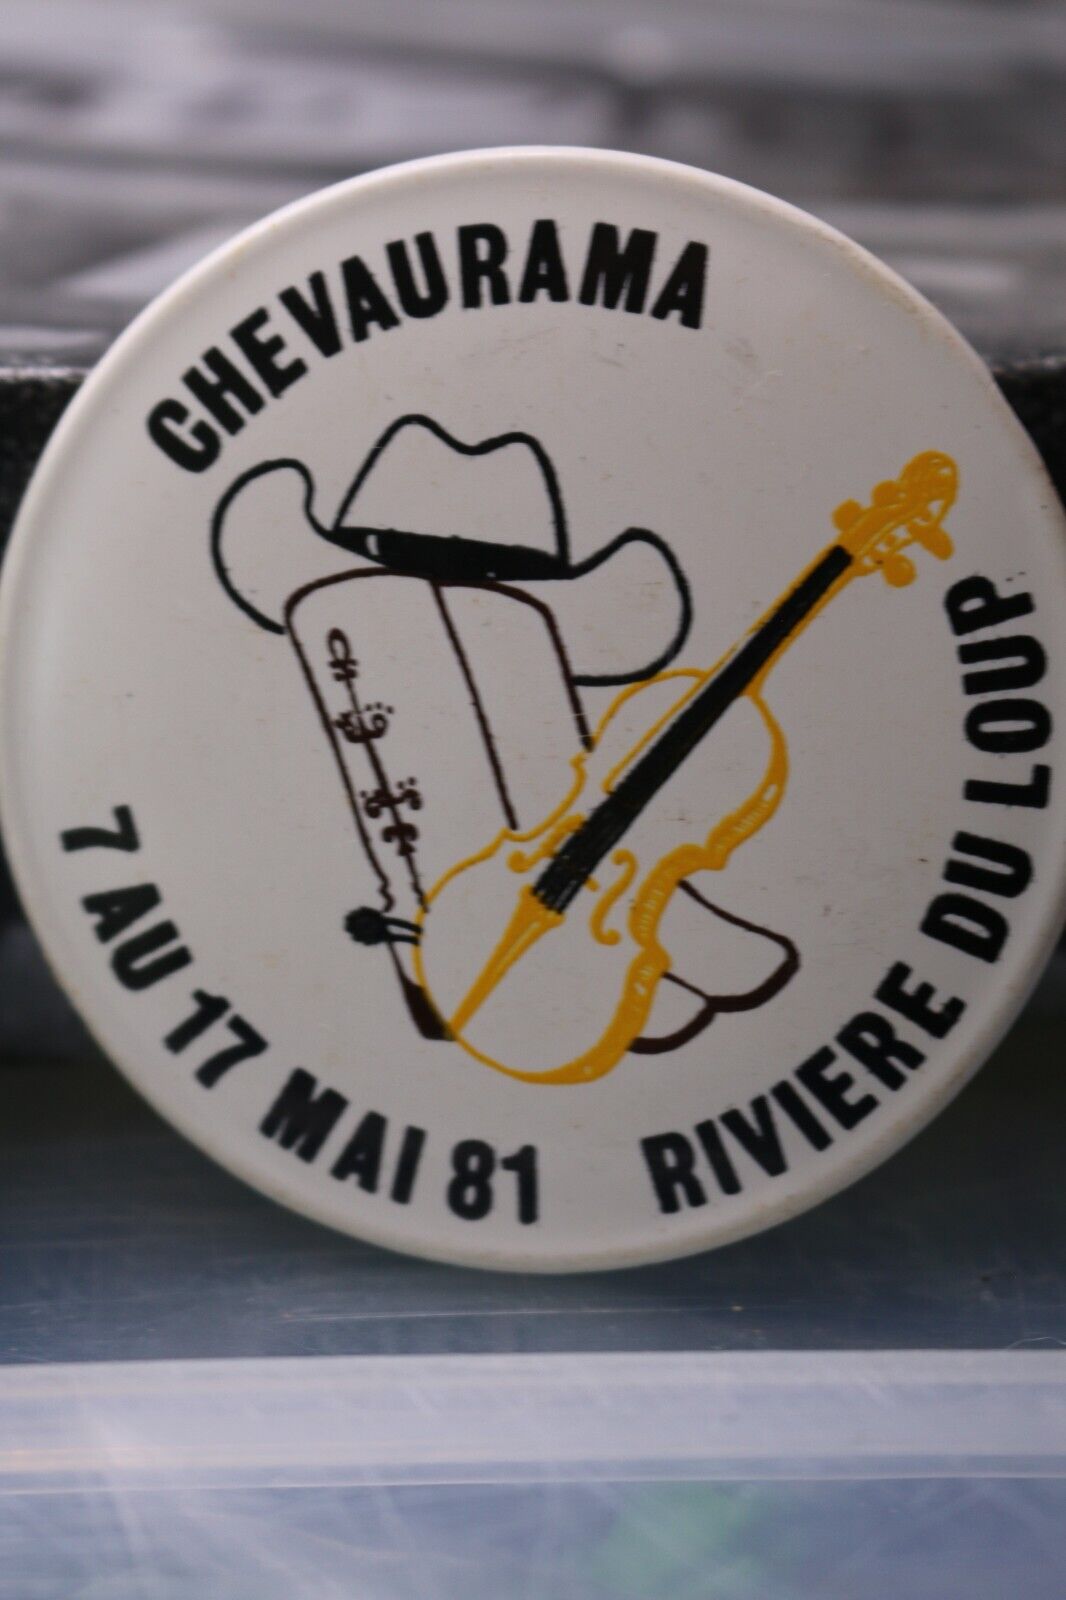 CHEVAURAMA
7 AU 17 MAI 81
RIVIERE DU LOUP